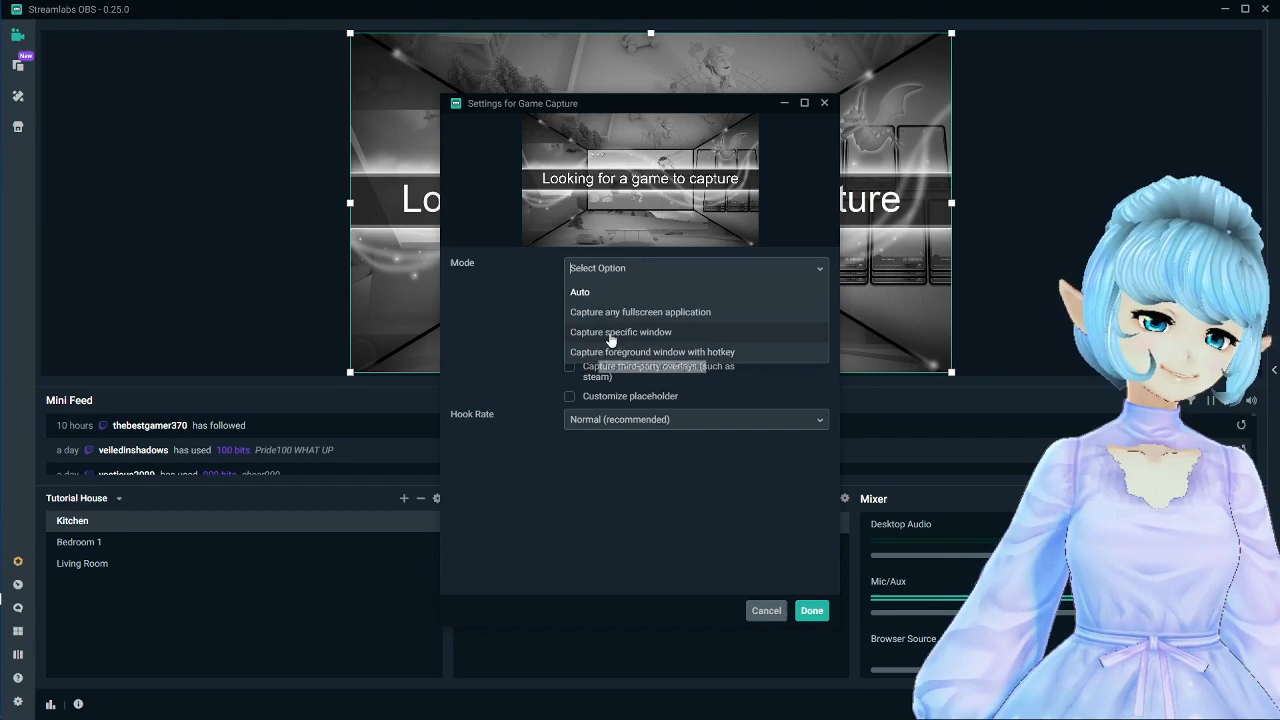 Streamlabs OBS - 0.25.0
New
Settings for Game Capture
Looking for a game to capture
Lo
ture
Mode
Select Option
Auto
Capture any fullscreen application
Capture specific window
Capture foreground window with hotkey
Capture third-party overlays (such as
steam)
Customize placeholder
Hook Rate
Normal (recommended)
Cancel
Done
Mini Feed
10 hours thebestgamer370 has followed
a day veiledinshadows has used 100 bits Pride100 WHAT UP
a day
has used
Tutorial House
Kitchen
Bedroom 1
Living Room
Mixer
Desktop Audio
Mic/Aux
Browser Source